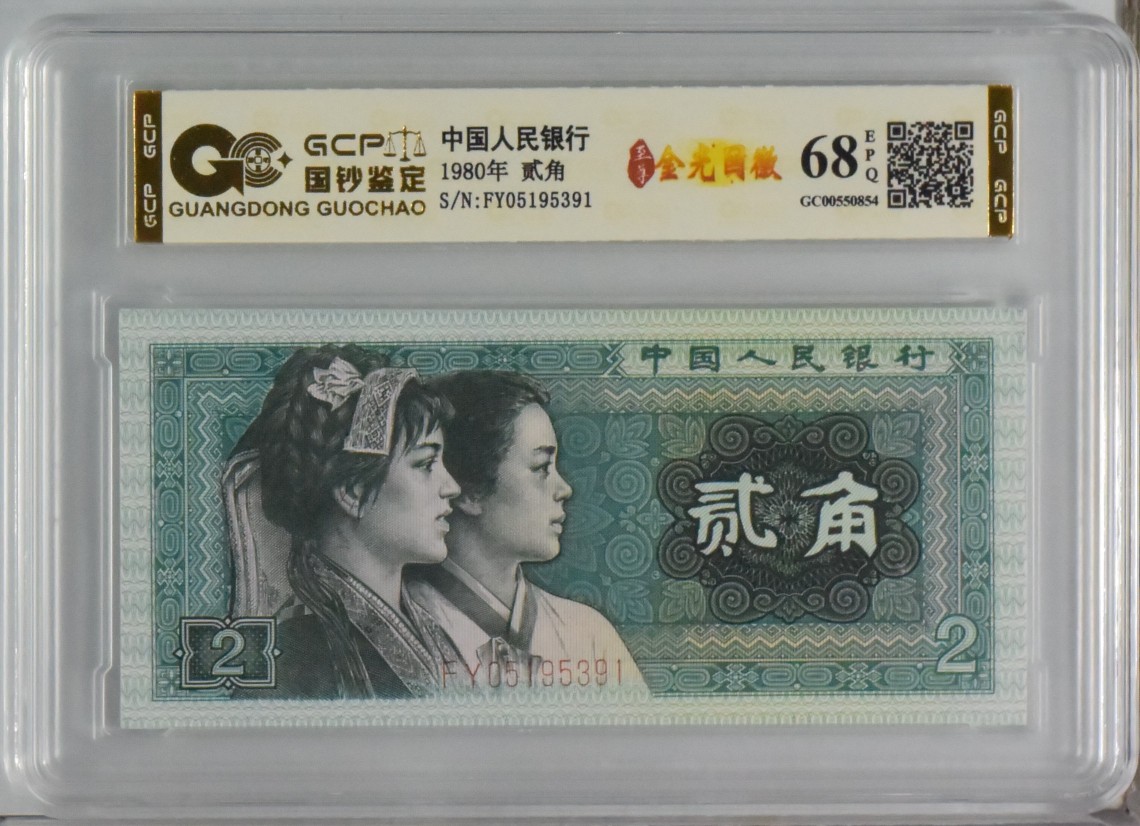 GCP
GCP
GCP
国钞鉴定
GUANGDONG GUOCHAO
中国人民银行
1980年 贰角
S/N:FY05195391
至尊
金光国徽
68
EPQ
GC00550854
GCP
GCP
中国人民银行
贰角
2
2
FY05195391